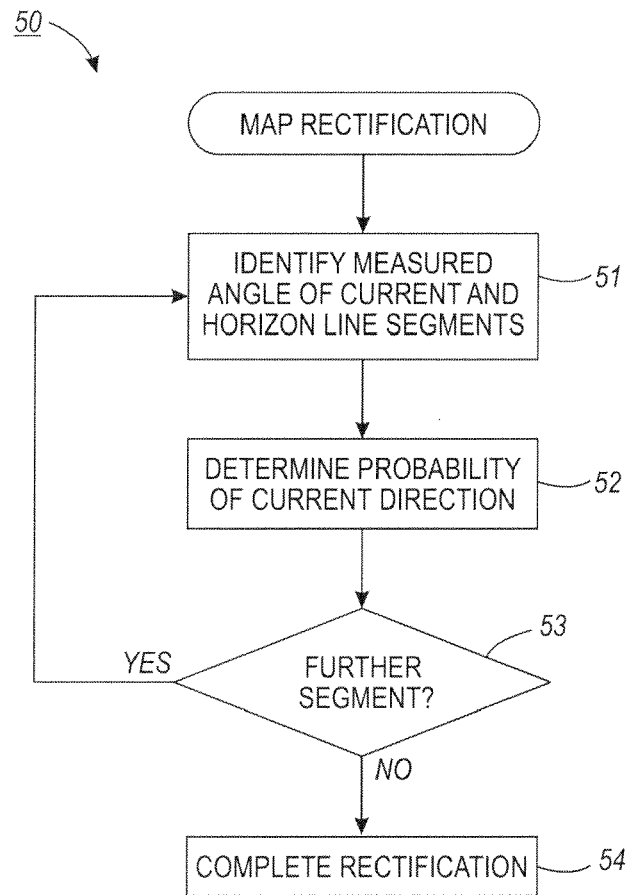 50
MAP RECTIFICATION
IDENTIFY MEASURED
ANGLE OF CURRENT AND
HORIZON LINE SEGMENTS
51
DETERMINE PROBABILITY
OF CURRENT DIRECTION
52
53
YES
FURTHER
SEGMENT?
NO
COMPLETE RECTIFICATION
54